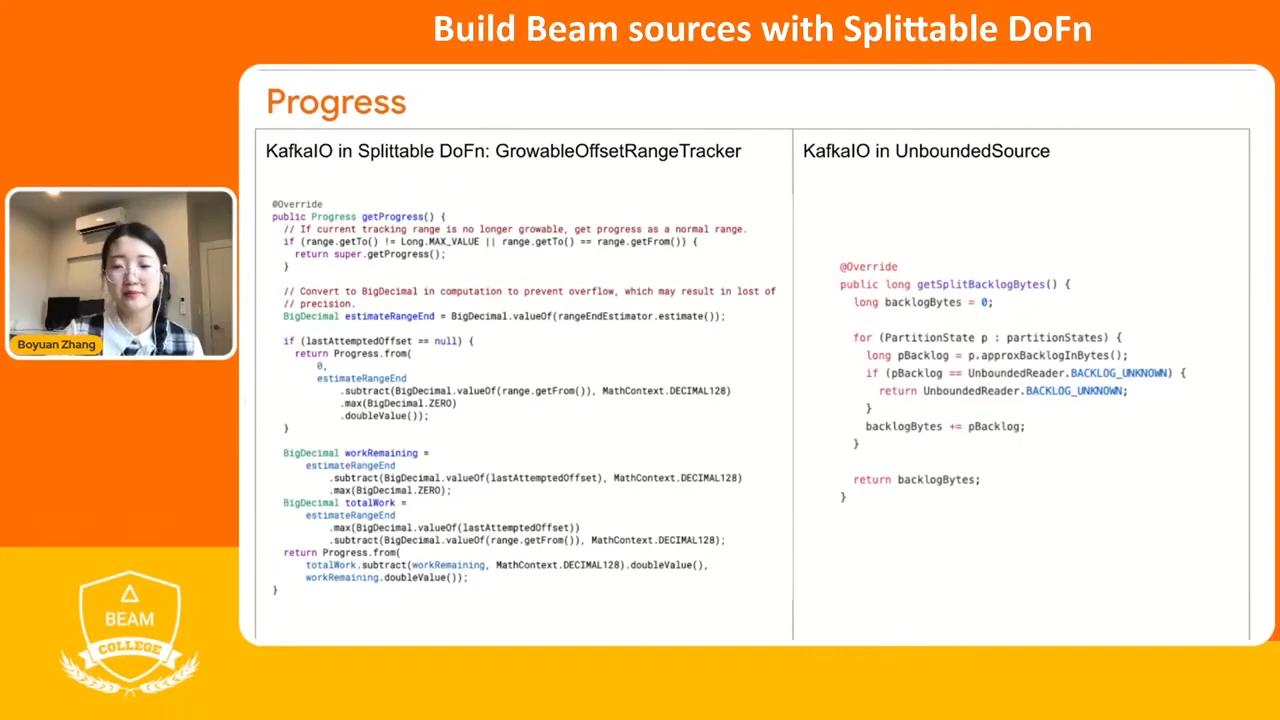 Build Beam sources with Splittable DoFn
Progress
KafkaIO in Splittable DoFn: GrowableOffsetRangeTracker
@Override
public Progress getProgress() {
// If current tracking range is no longer growable, get progress as a normal range.
if (range.getTo() != Long.MAX_VALUE || range.getTo() == range.getFrom()) {
return super.getProgress();
}
// Convert to BigDecimal in computation to prevent overflow, which may result in lost of
// precision.
BigDecimal estimateRangeEnd = BigDecimal.valueOf(rangeEndEstimator.estimate());
if (lastAttemptedOffset == null) {
return Progress.from(
0,
estimateRangeEnd
.subtract(BigDecimal.valueOf(range.getFrom()), MathContext.DECIMAL128)
.max(BigDecimal.ZERO)
.doubleValue());
}
BigDecimal workRemaining =
estimateRangeEnd
.subtract(BigDecimal.valueOf(lastAttemptedOffset), MathContext.DECIMAL128)
.max(BigDecimal.ZERO);
BigDecimal totalWork =
estimateRangeEnd
.max(BigDecimal.valueOf(lastAttemptedOffset))
.subtract(BigDecimal.valueOf(range.getFrom()), MathContext.DECIMAL128);
return Progress.from(
totalWork.subtract(workRemaining, MathContext.DECIMAL128).doubleValue(),
workRemaining.doubleValue());
}
KafkaIO in UnboundedSource
@Override
public long getSplitBacklogBytes() {
long backlogBytes = 0;
for (PartitionState p : partitionStates) {
long pBacklog = p.approxBacklogInBytes();
if (pBacklog == UnboundedReader.BACKLOG_UNKNOWN) {
return UnboundedReader.BACKLOG_UNKNOWN;
}
backlogBytes += pBacklog;
}
return backlogBytes;
}
Boyuan Zhang
BEAM
COLLEGE